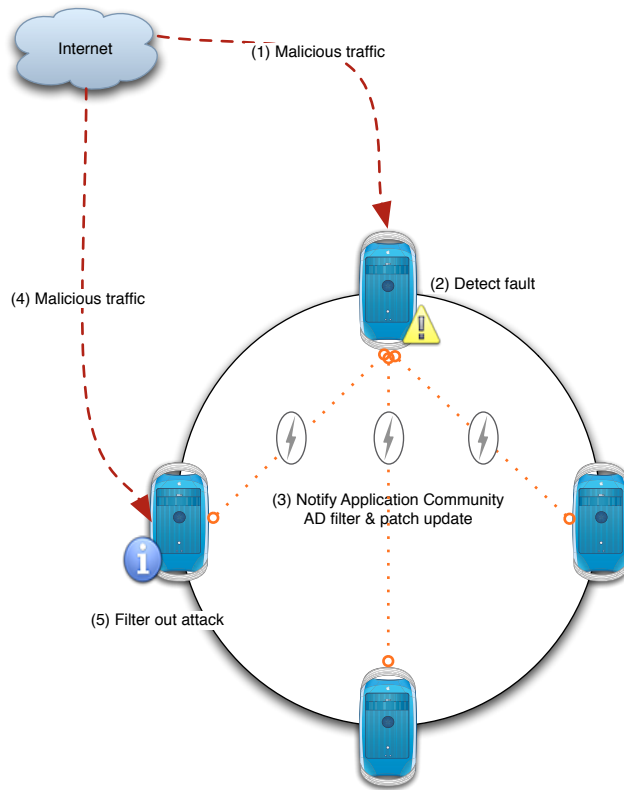 Internet
(1) Malicious traffic
(2) Detect fault
(4) Malicious traffic
(3) Notify Application Community
AD filter & patch update
(5) Filter out attack